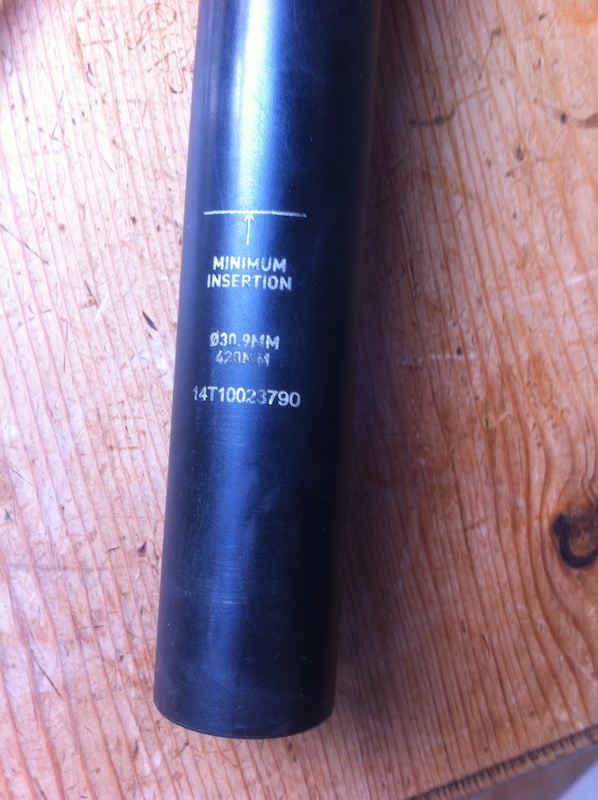 MINIMUM
INSERTION
Ø30.9MM
420MM
14T10023790